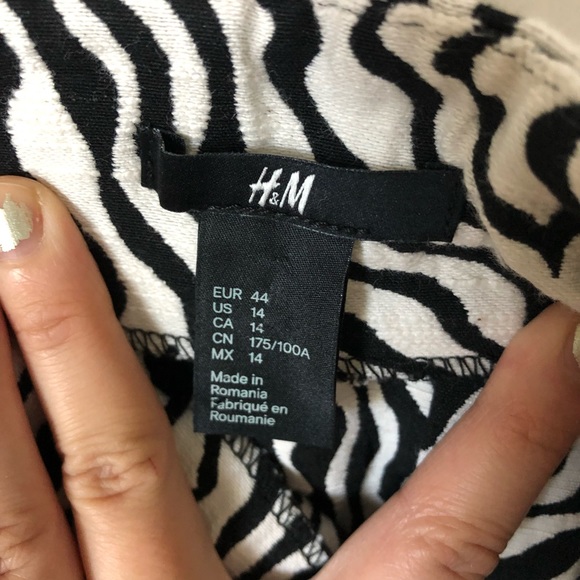 H&M
EUR 44
US 14
CA 14
CN 175/100A
MX 14
Made in
Romania
Fabriqué en
Roumanie